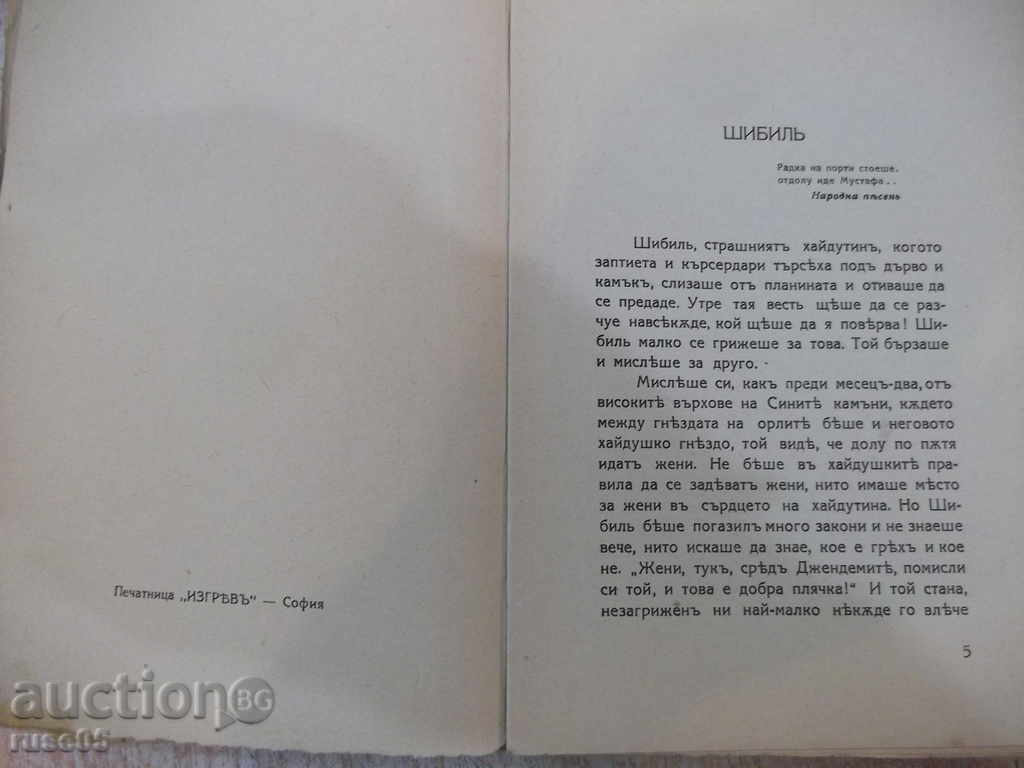 Печатница „ИЗГРѢВЪ" — София
ШИБИЛЬ
Радка на порти стоеше.
отдолу иде Мустафа . .
Народна пѣсень
Шибиль, страшниятъ хайдутинъ, когото
заптиета и кърсердари търсѣха подъ дърво и
камъкъ, слизаше отъ планината и отиваше да
се предаде. Утре тая весть щѣше да се раз-
чуе навсѣкѫде, кой щѣше да я повѣрва! Ши-
биль малко се грижеше за това. Той бързаше
и мислѣше за друго.
Мислѣше си, какъ преди месецъ-два, отъ
високитѣ върхове на Синитѣ камъни, кѫдето
между гнѣздата на орлитѣ бѣше и неговото
хайдушко гнѣздо, той видѣ, че долу по пѫтя
идатъ жени. Не бѣше въ хайдушкитѣ пра-
вила да се задѣватъ жени, нито имаше мѣсто
за жени въ сърдцето на хайдутина. Но Ши-
биль бѣше погазилъ много закони и не знаеше
вече, нито искаше да знае, кое е грѣхъ и кое
не. „Жени, тукъ, срѣдъ Джендемитѣ, помисли
си той, и това е добра плячка!" И той стана,
незагриженъ ни най-малко нѣкѫде го влѣче
5
auction BG
ruse05